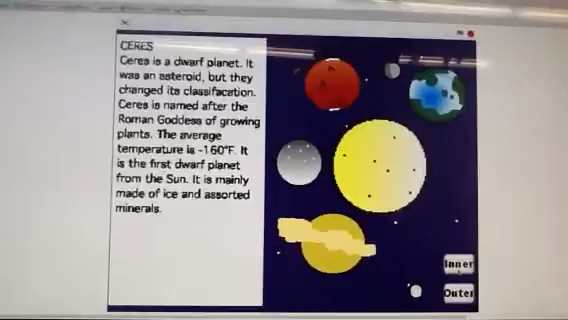 CERES
Ceres is a dwarf planet. It
was an asteroid, but they
changed its classifacation.
Ceres is named after the
Roman Goddess of growing
plants. The average
temperature is -160°F. It
is the first dwarf planet
from the Sun. It is mainly
made of ice and assorted
minerals.
Inner
Outer